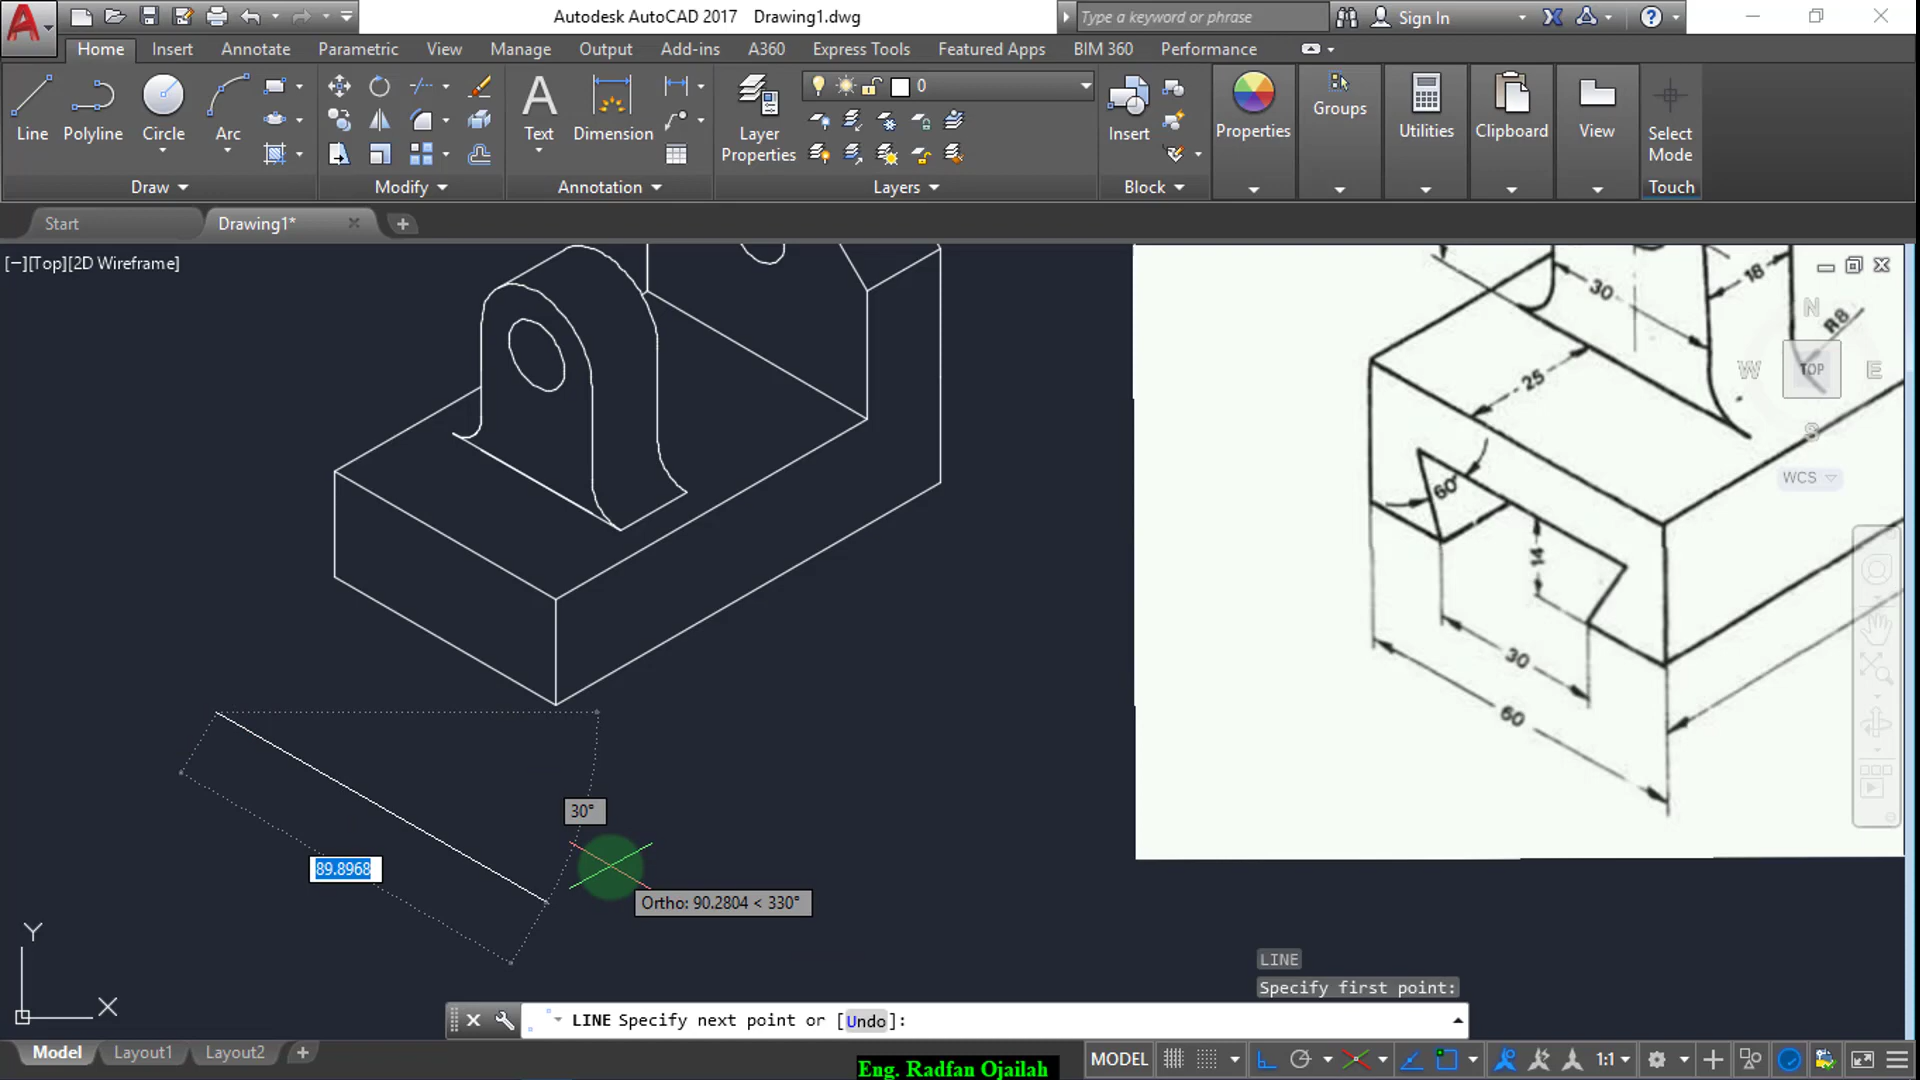 Autodesk AutoCAD 2017 Drawing1.dwg
Type a keyword or phrase
Sign In
Home Insert Annotate Parametric View Manage Output Add-ins A360 Express Tools Featured Apps BIM 360 Performance
Line Polyline Circle Arc
Text Dimension
Layer Properties
0
Insert
Properties Groups Utilities Clipboard View
Select Mode
Draw Modify Annotation Layers Block Touch
Start Drawing1*
[−][Top][2D Wireframe]
30
18
R8
N
W TOP E
S
25
WCS
60°
14
30
60
30°
89.8968
Ortho: 90.2804 < 330°
Y
X
LINE
Specify first point:
LINE Specify next point or [Undo]:
Model Layout1 Layout2
Eng. Radfan Ojailah
MODEL
1:1